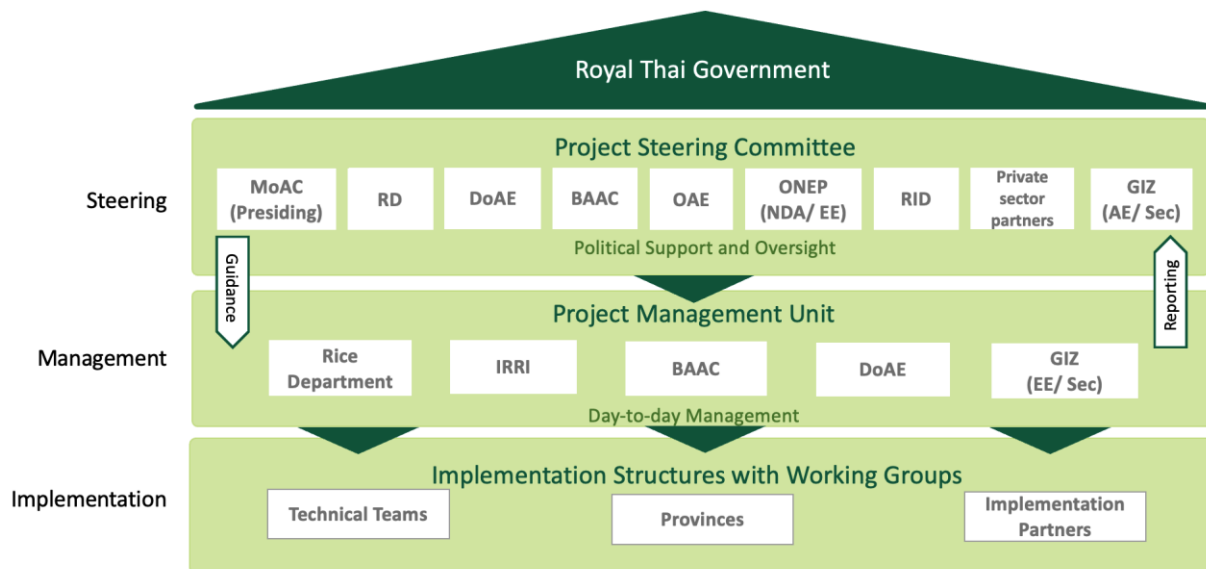 Royal Thai Government
Project Steering Committee
Steering
MoAC
(Presiding)
RD
DoAE
BAAC
OAE
ONEP
(NDA/ EE)
RID
Private
sector
partners
GIZ
(AE/ Sec)
Political Support and Oversight
Guidance
Reporting
Project Management Unit
Management
Rice
Department
IRRI
BAAC
DoAE
GIZ
(EE/ Sec)
Day-to-day Management
Implementation Structures with Working Groups
Implementation
Technical Teams
Provinces
Implementation
Partners